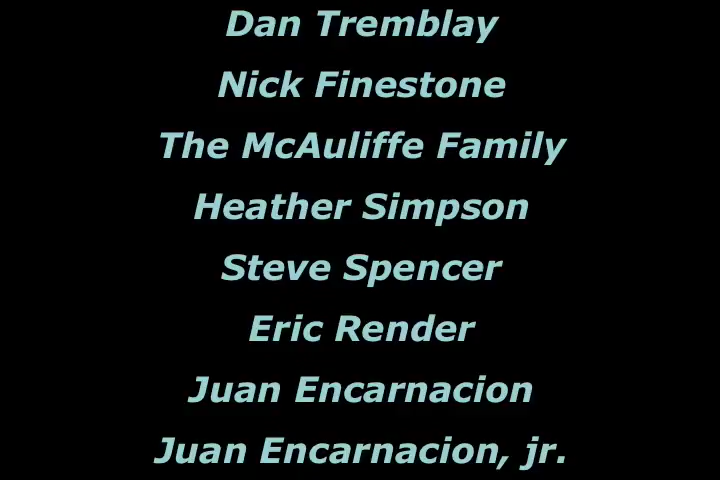 Dan Tremblay
Nick Finestone
The McAuliffe Family
Heather Simpson
Steve Spencer
Eric Render
Juan Encarnacion
Juan Encarnacion, jr.